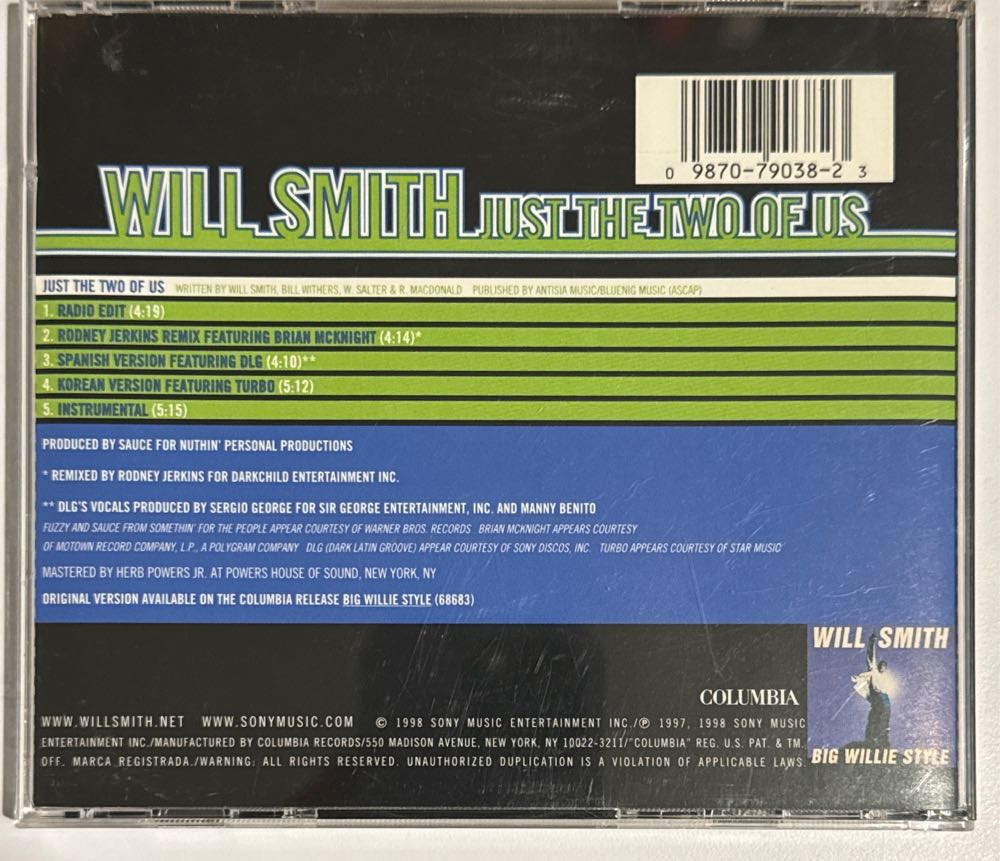 0 9870-79038-2 3
WILL SMITH JUST THE TWO OF US
JUST THE TWO OF US WRITTEN BY WILL SMITH, BILL WITHERS, W. SALTER & R. MACDONALD PUBLISHED BY ANTISIA MUSIC/BLUENIG MUSIC (ASCAP)
1. RADIO EDIT (4:19)
2. RODNEY JERKINS REMIX FEATURING BRIAN MCKNIGHT (4:14)*
3. SPANISH VERSION FEATURING DLG (4:10)**
4. KOREAN VERSION FEATURING TURBO (5:12)
5. INSTRUMENTAL (5:15)
PRODUCED BY SAUCE FOR NUTHIN' PERSONAL PRODUCTIONS
* REMIXED BY RODNEY JERKINS FOR DARKCHILD ENTERTAINMENT INC.
** DLG'S VOCALS PRODUCED BY SERGIO GEORGE FOR SIR GEORGE ENTERTAINMENT, INC. AND MANNY BENITO
FUZZY AND SAUCE FROM SOMETHIN' FOR THE PEOPLE APPEAR COURTESY OF WARNER BROS. RECORDS BRIAN MCKNIGHT APPEARS COURTESY
OF MOTOWN RECORD COMPANY, L.P., A POLYGRAM COMPANY DLG (DARK LATIN GROOVE) APPEAR COURTESY OF SONY DISCOS, INC. TURBO APPEARS COURTESY OF STAR MUSIC
MASTERED BY HERB POWERS JR. AT POWERS HOUSE OF SOUND, NEW YORK, NY
ORIGINAL VERSION AVAILABLE ON THE COLUMBIA RELEASE BIG WILLIE STYLE (68683)
WILL SMITH
BIG WILLIE STYLE
COLUMBIA
WWW.WILLSMITH.NET WWW.SONYMUSIC.COM © 1998 SONY MUSIC ENTERTAINMENT INC./℗ 1997, 1998 SONY MUSIC
ENTERTAINMENT INC./MANUFACTURED BY COLUMBIA RECORDS/550 MADISON AVENUE, NEW YORK, NY 10022-3211/"COLUMBIA" REG. U.S. PAT. & TM.
OFF. MARCA REGISTRADA./WARNING: ALL RIGHTS RESERVED. UNAUTHORIZED DUPLICATION IS A VIOLATION OF APPLICABLE LAWS.